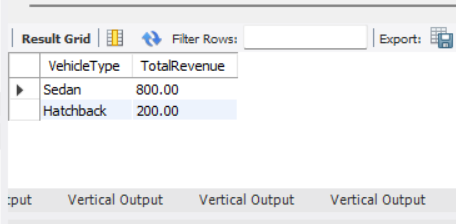 Result Grid Filter Rows: Export:
VehicleType TotalRevenue
Sedan 800.00
Hatchback 200.00
tput Vertical Output Vertical Output Vertical Output